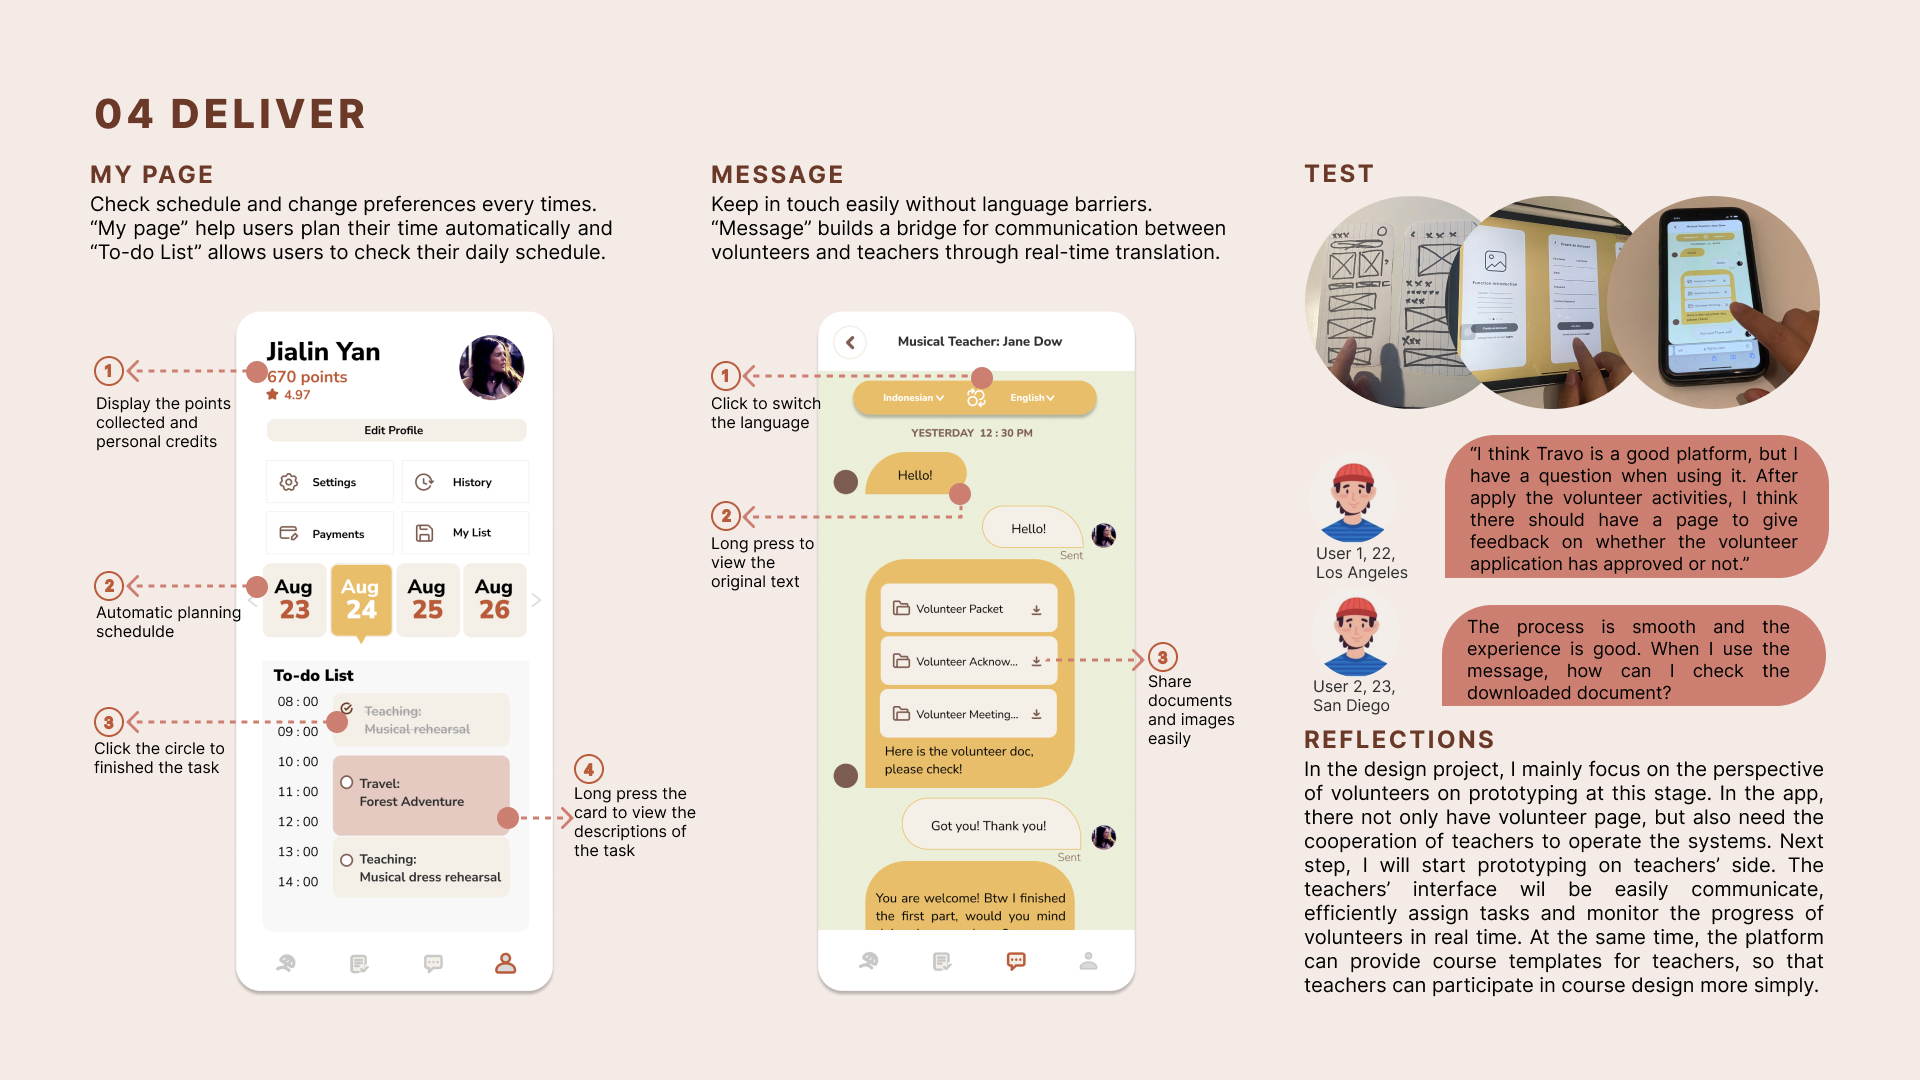 04 DELIVER
MY PAGE
Check schedule and change preferences every times.
“My page” help users plan their time automatically and
“To-do List” allows users to check their daily schedule.
1
Display the points
collected and
personal credits
2
Automatic planning
schedulde
3
Click the circle to
finished the task
4
Long press the
card to view the
descriptions of
the task
Jialin Yan
670 points
4.97
Edit Profile
Settings
History
Payments
My List
Aug
23
Aug
24
Aug
25
Aug
26
To-do List
08 : 00
09 : 00
10 : 00
11 : 00
12 : 00
13 : 00
14 : 00
Teaching:
Musical rehearsal
Travel:
Forest Adventure
Teaching:
Musical dress rehearsal
MESSAGE
Keep in touch easily without language barriers.
“Message” builds a bridge for communication between
volunteers and teachers through real-time translation.
1
Click to switch
the language
2
Long press to
view the
original text
3
Share
documents
and images
easily
Musical Teacher: Jane Dow
Indonesian
English
YESTERDAY 12 : 30 PM
Hello!
Hello!
Sent
Volunteer Packet
Volunteer Acknow...
Volunteer Meeting...
Here is the volunteer doc,
please check!
Got you! Thank you!
Sent
You are welcome! Btw I finished
the first part, would you mind
TEST
Function Introduction
Create an Account
“I think Travo is a good platform, but I
have a question when using it. After
apply the volunteer activities, I think
there should have a page to give
feedback on whether the volunteer
application has approved or not.”
User 1, 22,
Los Angeles
The process is smooth and the
experience is good. When I use the
message, how can I check the
downloaded document?
User 2, 23,
San Diego
REFLECTIONS
In the design project, I mainly focus on the perspective
of volunteers on prototyping at this stage. In the app,
there not only have volunteer page, but also need the
cooperation of teachers to operate the systems. Next
step, I will start prototyping on teachers’ side. The
teachers’ interface wil be easily communicate,
efficiently assign tasks and monitor the progress of
volunteers in real time. At the same time, the platform
can provide course templates for teachers, so that
teachers can participate in course design more simply.